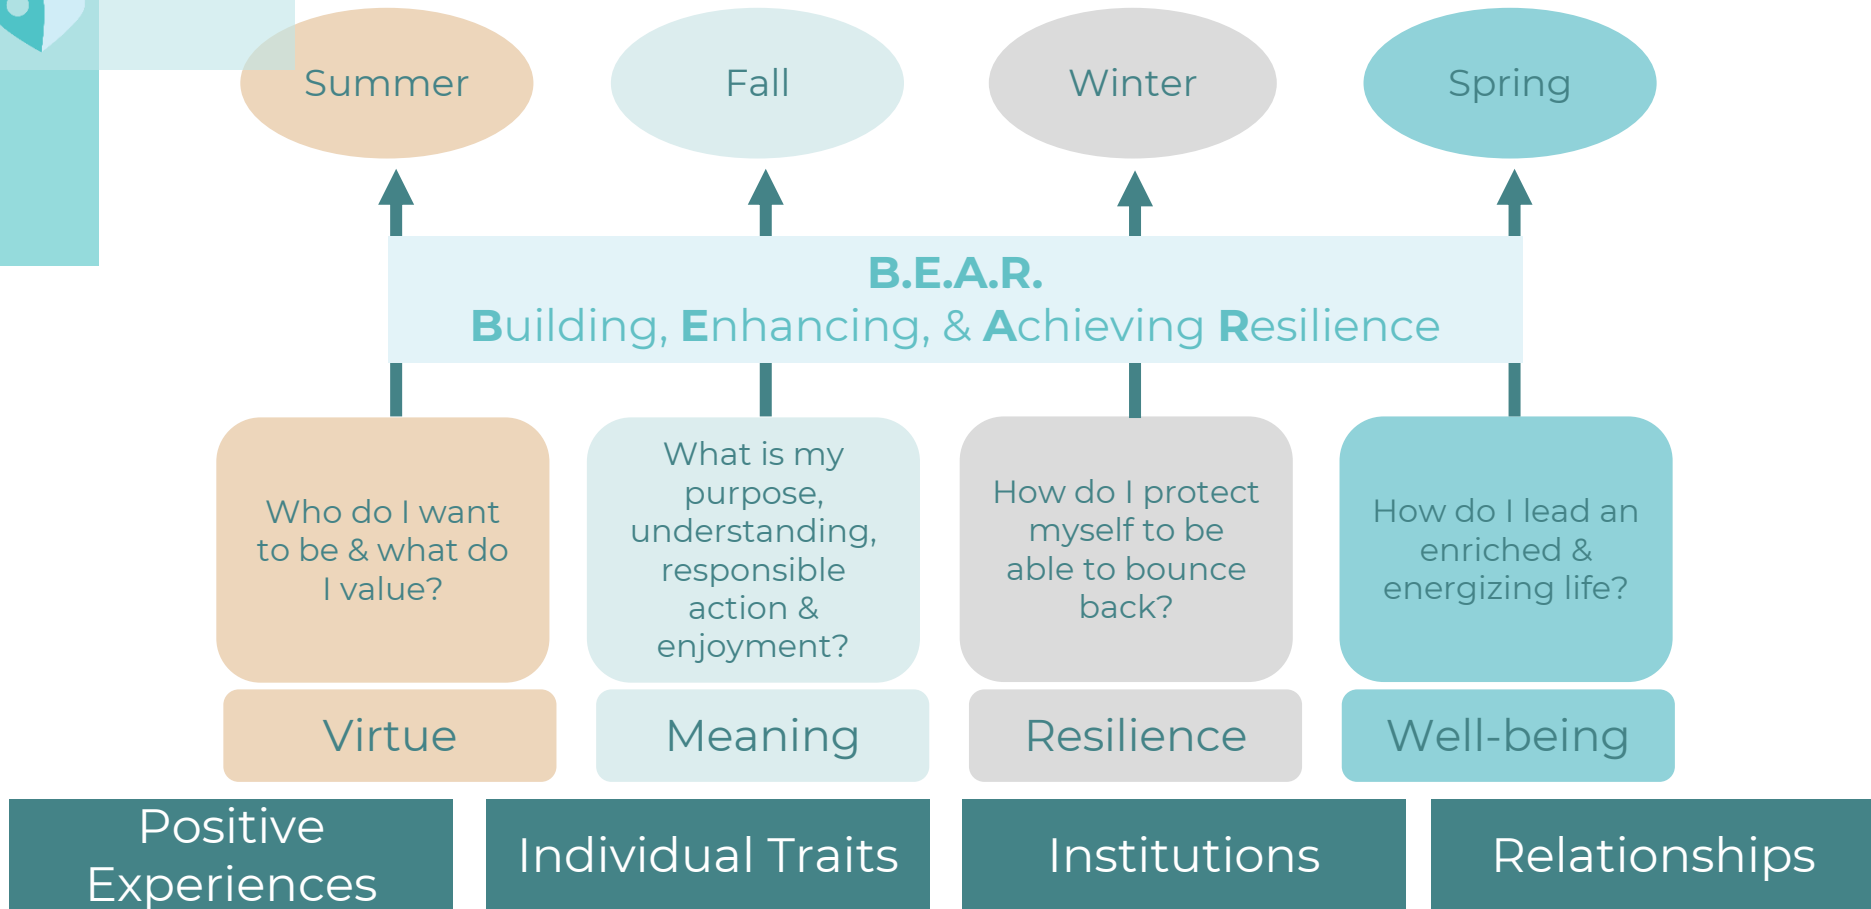 Summer
Fall
Winter
Spring
B.E.A.R.
Building, Enhancing, & Achieving Resilience
Who do I want
to be & what do
I value?
What is my
purpose,
understanding,
responsible
action &
enjoyment?
How do I protect
myself to be
able to bounce
back?
How do I lead an
enriched &
energizing life?
Virtue
Meaning
Resilience
Well-being
Positive
Experiences
Individual Traits
Institutions
Relationships